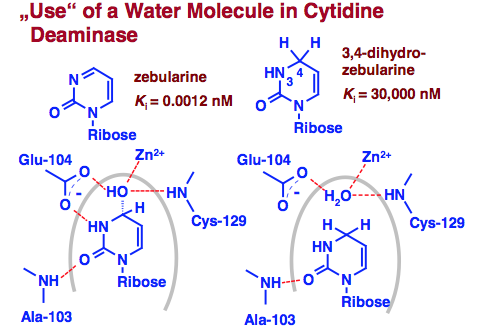 „Use“ of a Water Molecule in Cytidine
Deaminase
N
O
N
Ribose
zebularine
Ki = 0.0012 nM
H H
HN 3 4
O
N
Ribose
3,4-dihydro-
zebularine
Ki = 30,000 nM
Glu-104
O
-
O
Zn2+
HO
HN
Cys-129
H
HN
O
N
Ribose
NH
Ala-103
Glu-104
O
-
O
Zn2+
H2O
HN
Cys-129
H H
HN
O
N
Ribose
NH
Ala-103